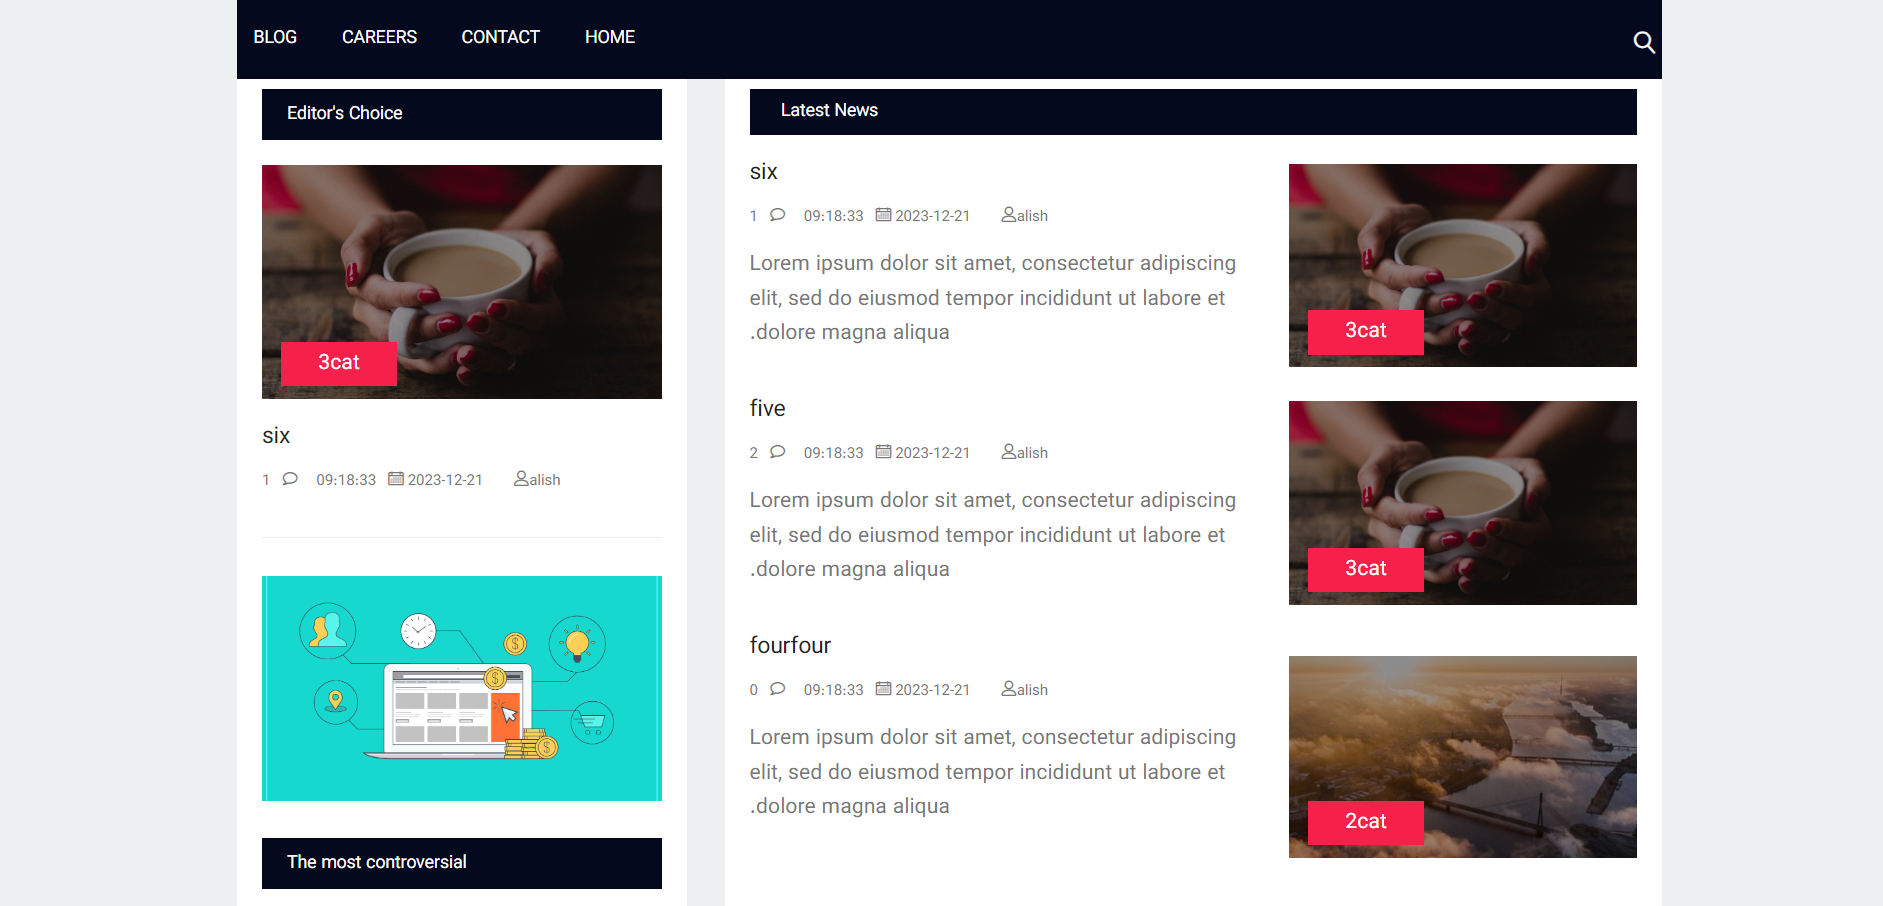 BLOG CAREERS CONTACT HOME
Editor's Choice
3cat
six
1 09:18:33 2023-12-21 alish
The most controversial
Latest News
six
1 09:18:33 2023-12-21 alish
Lorem ipsum dolor sit amet, consectetur adipiscing
elit, sed do eiusmod tempor incididunt ut labore et
.dolore magna aliqua
3cat
five
2 09:18:33 2023-12-21 alish
Lorem ipsum dolor sit amet, consectetur adipiscing
elit, sed do eiusmod tempor incididunt ut labore et
.dolore magna aliqua
3cat
fourfour
0 09:18:33 2023-12-21 alish
Lorem ipsum dolor sit amet, consectetur adipiscing
elit, sed do eiusmod tempor incididunt ut labore et
.dolore magna aliqua
2cat